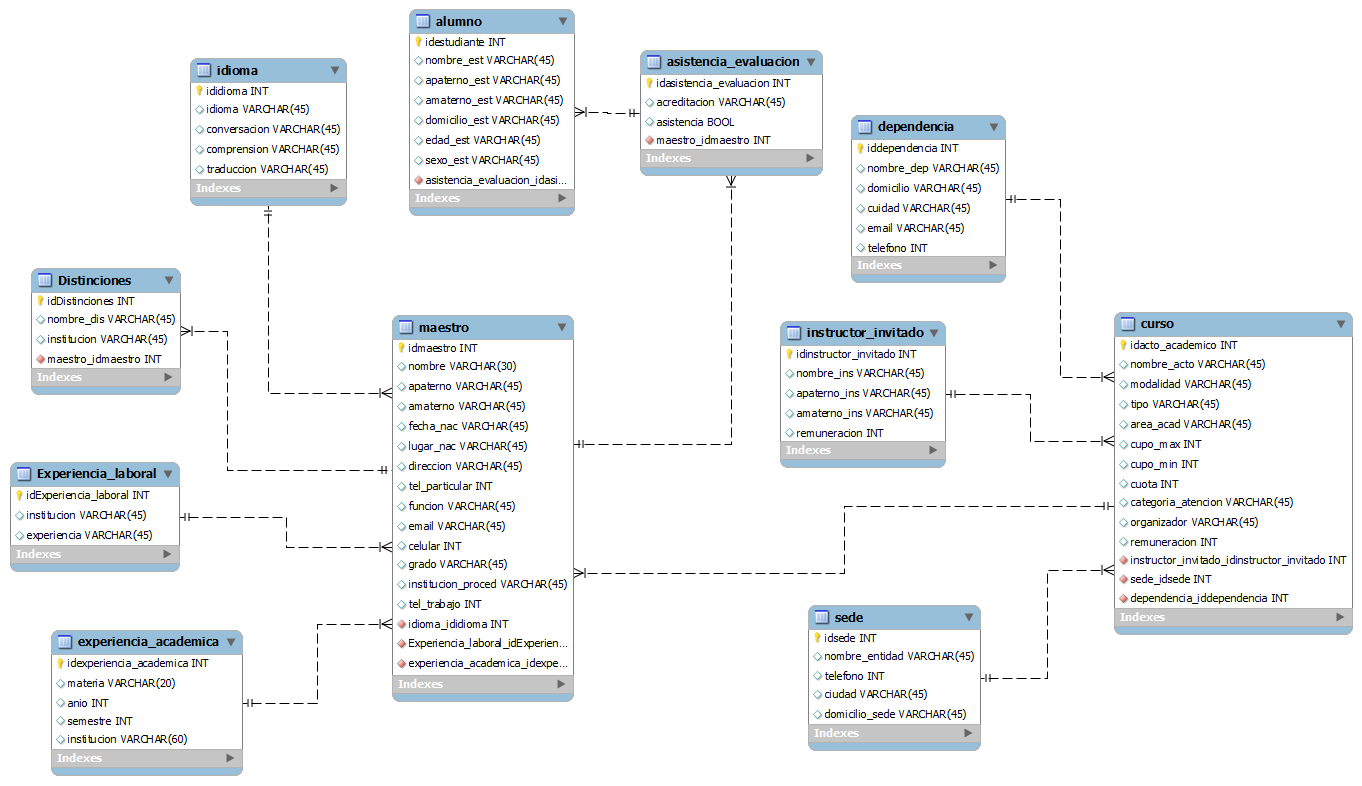 alumno
idestudiante INT
nombre_est VARCHAR(45)
apaterno_est VARCHAR(45)
amaterno_est VARCHAR(45)
domicilio_est VARCHAR(45)
edad_est VARCHAR(45)
sexo_est VARCHAR(45)
asistencia_evaluacion_idasi...
Indexes
asistencia_evaluacion
idasistencia_evaluacion INT
acreditacion VARCHAR(45)
asistencia BOOL
maestro_idmaestro INT
Indexes
idioma
ididioma INT
idioma VARCHAR(45)
conversacion VARCHAR(45)
comprension VARCHAR(45)
traduccion VARCHAR(45)
Indexes
dependencia
iddependencia INT
nombre_dep VARCHAR(45)
domicilio VARCHAR(45)
cuidad VARCHAR(45)
email VARCHAR(45)
telefono INT
Indexes
Distinciones
idDistinciones INT
nombre_dis VARCHAR(45)
institucion VARCHAR(45)
maestro_idmaestro INT
Indexes
maestro
idmaestro INT
nombre VARCHAR(30)
apaterno VARCHAR(45)
amaterno VARCHAR(45)
fecha_nac VARCHAR(45)
lugar_nac VARCHAR(45)
direccion VARCHAR(45)
tel_particular INT
funcion VARCHAR(45)
email VARCHAR(45)
celular INT
grado VARCHAR(45)
institucion_proced VARCHAR(45)
tel_trabajo INT
idioma_ididioma INT
Experiencia_laboral_idExperien...
experiencia_academica_idexpe...
Indexes
instructor_invitado
idinstructor_invitado INT
nombre_ins VARCHAR(45)
apaterno_ins VARCHAR(45)
amaterno_ins VARCHAR(45)
remuneracion INT
Indexes
curso
idacto_academico INT
nombre_acto VARCHAR(45)
modalidad VARCHAR(45)
tipo VARCHAR(45)
area_acad VARCHAR(45)
cupo_max INT
cupo_min INT
cuota INT
categoria_atencion VARCHAR(45)
organizador VARCHAR(45)
remuneracion INT
instructor_invitado_idinstructor_invitado INT
sede_idsede INT
dependencia_iddependencia INT
Indexes
Experiencia_laboral
idExperiencia_laboral INT
institucion VARCHAR(45)
experiencia VARCHAR(45)
Indexes
experiencia_academica
idexperiencia_academica INT
materia VARCHAR(20)
anio INT
semestre INT
institucion VARCHAR(60)
Indexes
sede
idsede INT
nombre_entidad VARCHAR(45)
telefono INT
ciudad VARCHAR(45)
domicilio_sede VARCHAR(45)
Indexes